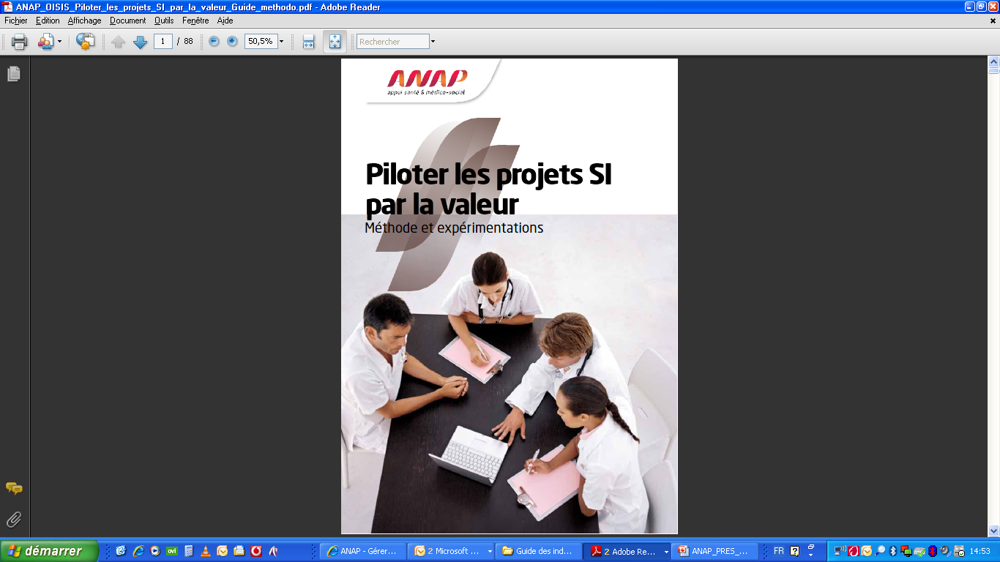 ANAP_OISIS_Piloter_les_projets_SI_par_la_valeur_Guide_methodo.pdf - Adobe Reader
Fichier Edition Affichage Document Outils Fenêtre Aide
1 / 88 50,5% Rechercher
ANAP
appui santé & médico-social
Piloter les projets SI
par la valeur
Méthode et expérimentations
démarrer ovi ANAP - Gérer... 2 Microsoft ... Guide des ind... 2 Adobe Re... ANAP_PRES_... FR 14:53